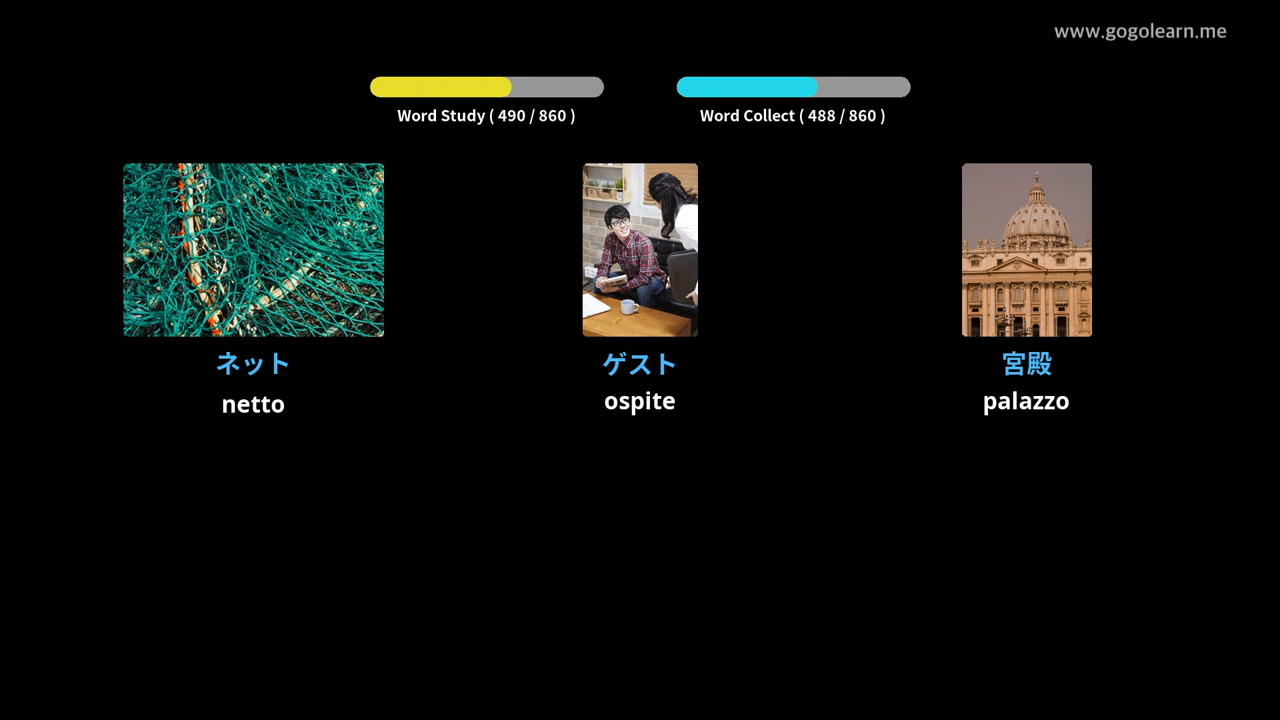 www.gogolearn.me
Word Study ( 490 / 860 )
Word Collect ( 488 / 860 )
ネット
ゲスト
宮殿
netto
ospite
palazzo